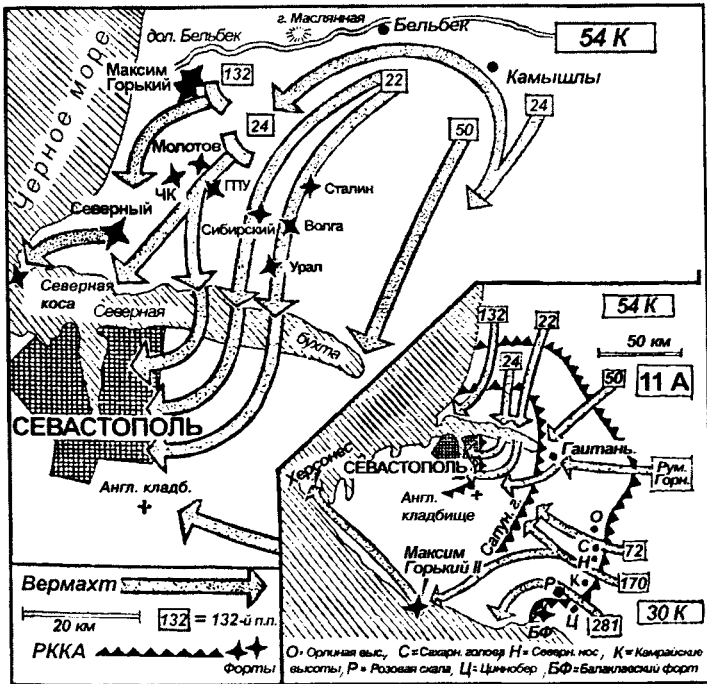 г. Маслянная
дол. Бельбек
Бельбек
54 К
Максим
Горький
132
22
Камышлы
24
24
50
Черное море
Молотов
ЧК
ГПУ
Сталин
Северный
Сибирский
Волга
Урал
Северная
коса
Северная
бухта
СЕВАСТОПОЛЬ
Англ. кладб.
54 К
132
22
50 км
24
50
11 А
Гаитань.
Херсонес
СЕВАСТОПОЛЬ
Рум.
Горн.
Англ.
кладбище
Сапун. г.
О
С
Н
72
Максим
Горький II
К
170
Р
Ц
БФ
281
30 К
Вермахт
20 км
132 = 132-й п.п.
РККА
Форты
О- Орлиная выс., С=Сахарн. голова Н= Северн. нос, К= Камрайские
высоты, Р= Розовая скала, Ц= Циннобер, БФ=Балаклавский форт